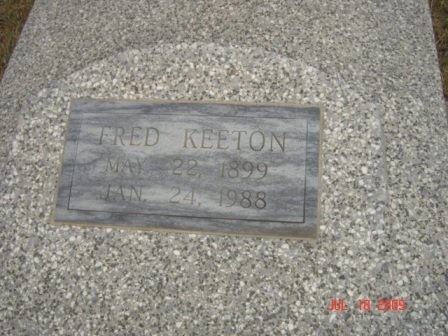 FRED KEETON
MAY 22, 1899
JAN. 24, 1988
JUL 18 2009